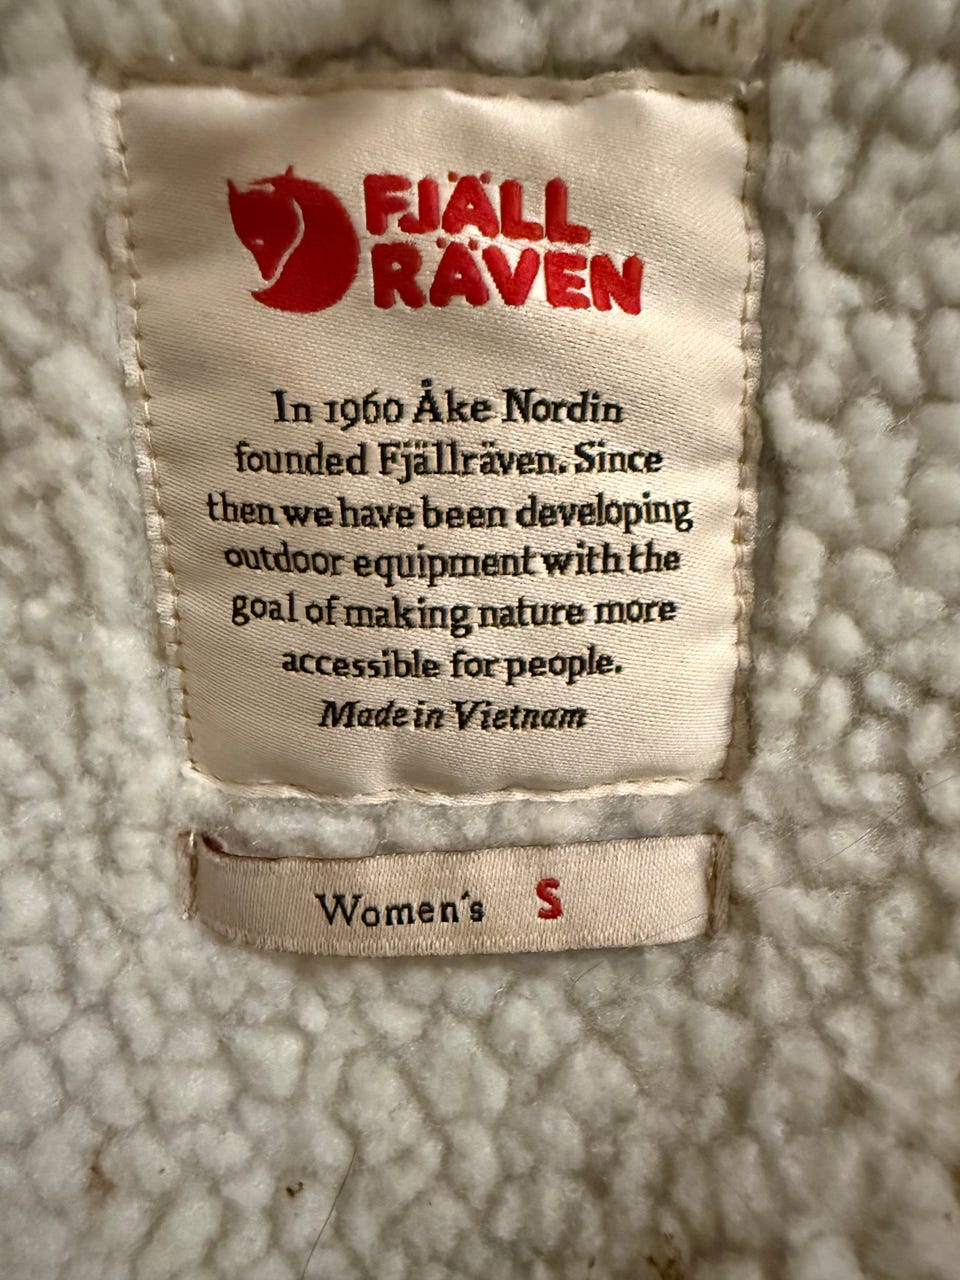 FJÄLL
RÄVEN
In 1960 Åke Nordin
founded Fjällräven. Since
then we have been developing
outdoor equipment with the
goal of making nature more
accessible for people.
Made in Vietnam
Women's S